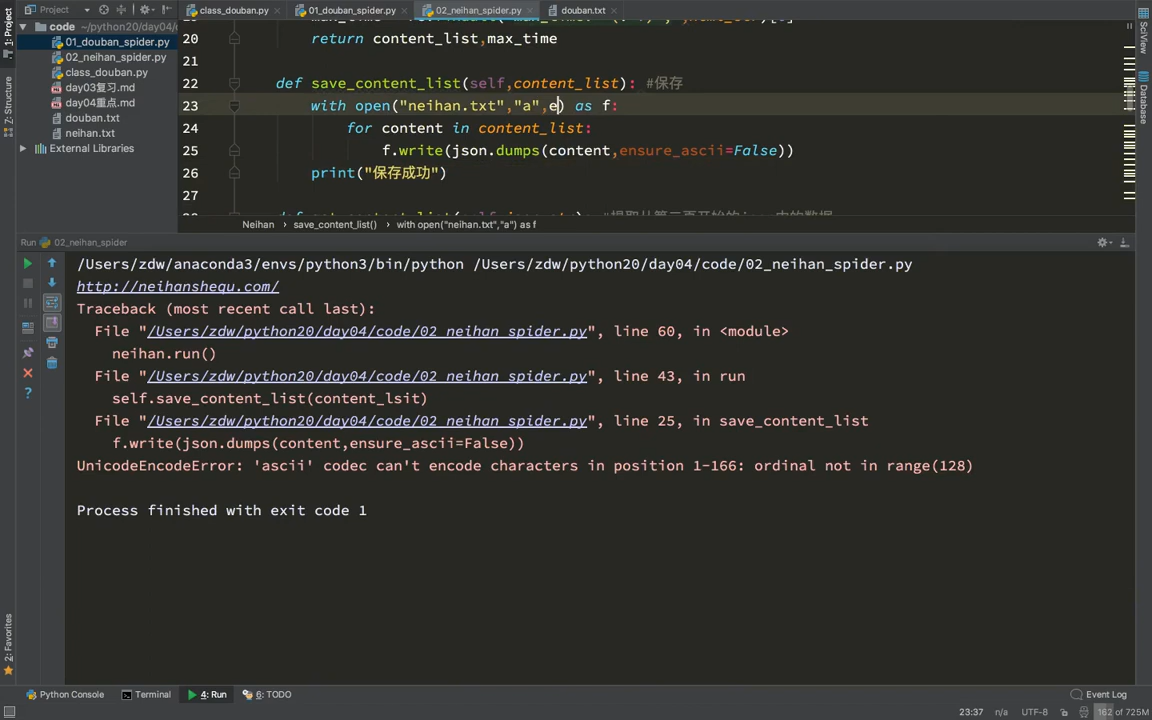 Project
class_douban.py
01_douban_spider.py
02_neihan_spider.py
douban.txt
code ~/python20/day04/
01_douban_spider.py
02_neihan_spider.py
class_douban.py
day03复习.md
day04重点.md
douban.txt
neihan.txt
External Libraries
1: Project
7: Structure
2: Favorites
SciView
Database
20 return content_list,max_time
21
22 def save_content_list(self,content_list): #保存
23 with open("neihan.txt","a",e) as f:
24 for content in content_list:
25 f.write(json.dumps(content,ensure_ascii=False))
26 print("保存成功")
27
Neihan > save_content_list() > with open("neihan.txt","a") as f
Run 02_neihan_spider
/Users/zdw/anaconda3/envs/python3/bin/python /Users/zdw/python20/day04/code/02_neihan_spider.py
http://neihanshequ.com/
Traceback (most recent call last):
File "/Users/zdw/python20/day04/code/02_neihan_spider.py", line 60, in <module>
neihan.run()
File "/Users/zdw/python20/day04/code/02_neihan_spider.py", line 43, in run
self.save_content_list(content_lsit)
File "/Users/zdw/python20/day04/code/02_neihan_spider.py", line 25, in save_content_list
f.write(json.dumps(content,ensure_ascii=False))
UnicodeEncodeError: 'ascii' codec can't encode characters in position 1-166: ordinal not in range(128)
Process finished with exit code 1
Python Console
Terminal
4: Run
6: TODO
Event Log
23:37 n/a UTF-8 162 of 725M